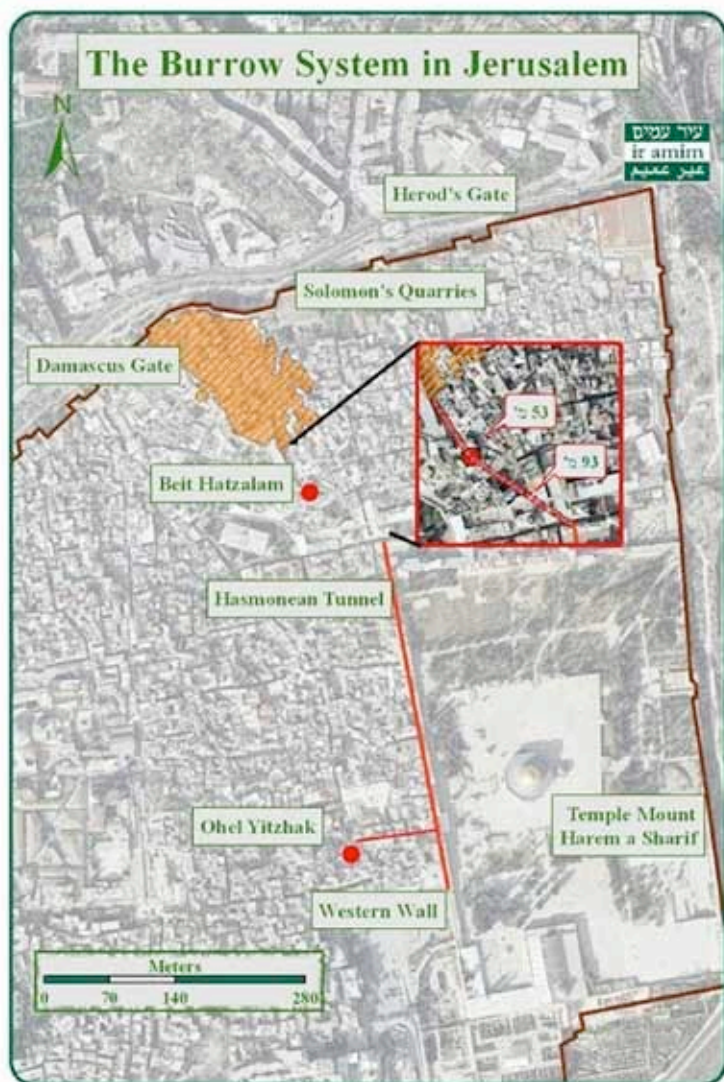 The Burrow System in Jerusalem
N
עיר עמים
ir amim
عير عميم
Herod's Gate
Solomon's Quarries
Damascus Gate
53 מ'
93 מ'
Beit Hatzalam
Hasmonean Tunnel
Ohel Yitzhak
Temple Mount
Harem a Sharif
Western Wall
Meters
0 70 140 280